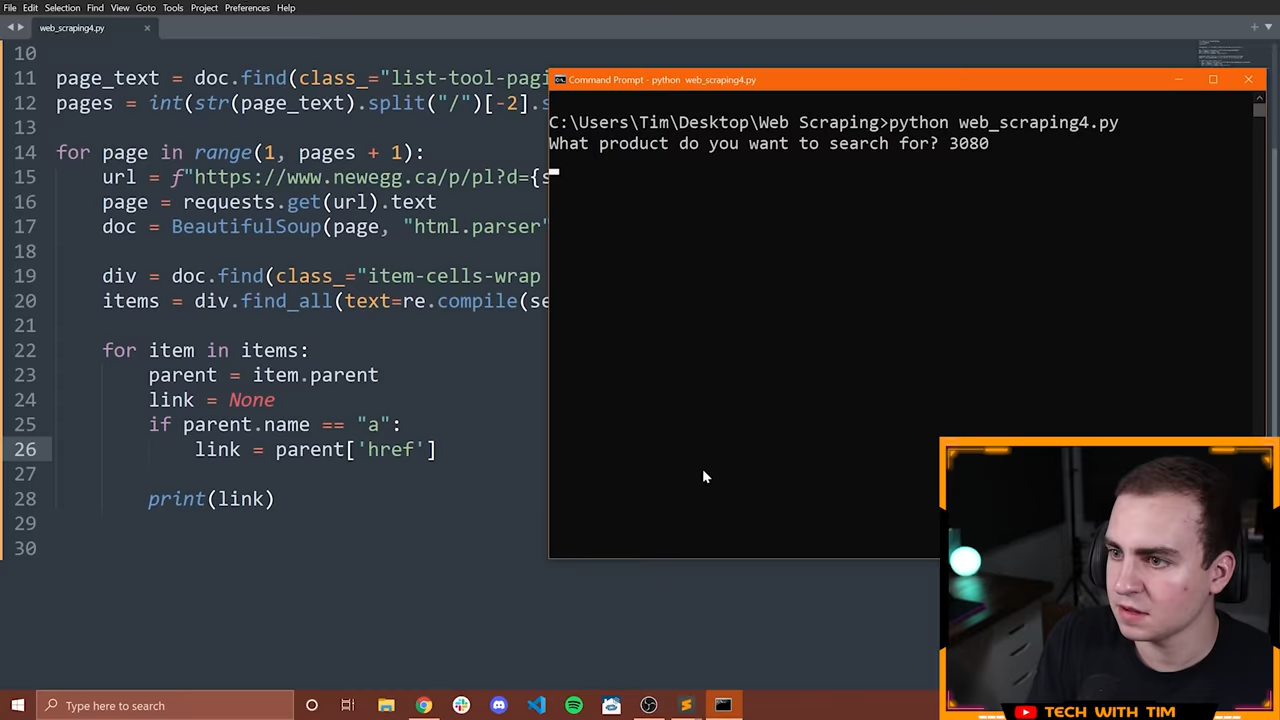 File Edit Selection Find View Goto Tools Project Preferences Help
web_scraping4.py
10
11 page_text = doc.find(class_="list-tool-pagi
12 pages = int(str(page_text).split("/")[-2].s
13
14 for page in range(1, pages + 1):
15 url = f"https://www.newegg.ca/p/pl?d={s
16 page = requests.get(url).text
17 doc = BeautifulSoup(page, "html.parser"
18
19 div = doc.find(class_="item-cells-wrap
20 items = div.find_all(text=re.compile(se
21
22 for item in items:
23 parent = item.parent
24 link = None
25 if parent.name == "a":
26 link = parent['href']
27
28 print(link)
29
30
Command Prompt - python web_scraping4.py
C:\Users\Tim\Desktop\Web Scraping>python web_scraping4.py
What product do you want to search for? 3080
Type here to search
TECH WITH TIM